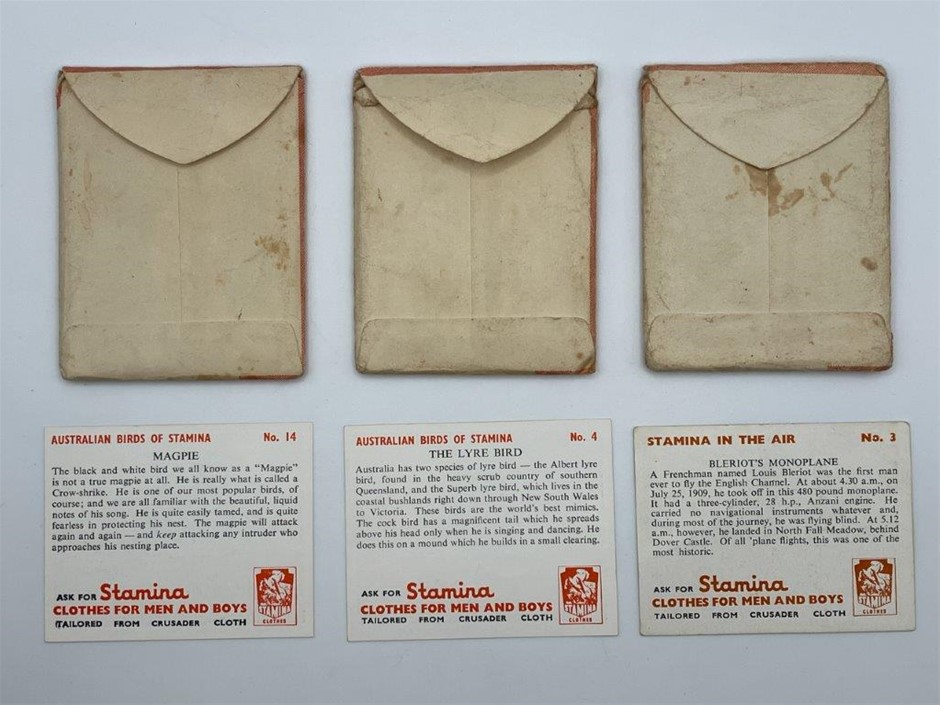 AUSTRALIAN BIRDS OF STAMINA No. 14
MAGPIE
The black and white bird we all know as a "Magpie"
is not a true magpie at all. He is really what is called a
Crow-shrike. He is one of our most popular birds, of
course; and we are all familiar with the beautiful, liquid
notes of his song. He is quite easily tamed, and is quite
fearless in protecting his nest. The magpie will attack
again and again — and keep attacking any intruder who
approaches his nesting place.
ASK FOR Stamina
CLOTHES FOR MEN AND BOYS
TAILORED FROM CRUSADER CLOTH
STAMINA
CLOTHES
AUSTRALIAN BIRDS OF STAMINA No. 4
THE LYRE BIRD
Australia has two species of lyre bird — the Albert lyre
bird, found in the heavy scrub country of southern
Queensland, and the Superb lyre bird, which lives in the
coastal bushlands right down through New South Wales
to Victoria. These birds are the world's best mimics.
The cock bird has a magnificent tail which he spreads
above his head only when he is singing and dancing. He
does this on a mound which he builds in a small clearing.
ASK FOR Stamina
CLOTHES FOR MEN AND BOYS
TAILORED FROM CRUSADER CLOTH
STAMINA
CLOTHES
STAMINA IN THE AIR No. 3
BLERIOT'S MONOPLANE
A Frenchman named Louis Bleriot was the first man
ever to fly the English Channel. At about 4.30 a.m., on
July 25, 1909, he took off in this 480 pound monoplane.
It had a three-cylinder, 28 h.p., Anzani engine. He
carried no navigational instruments whatever and,
during most of the journey, he was flying blind. At 5.12
a.m., however, he landed in North Fall Meadow, behind
Dover Castle. Of all 'plane flights, this was one of the
most historic.
ASK FOR Stamina
CLOTHES FOR MEN AND BOYS
TAILORED FROM CRUSADER CLOTH
STAMINA
CLOTHES